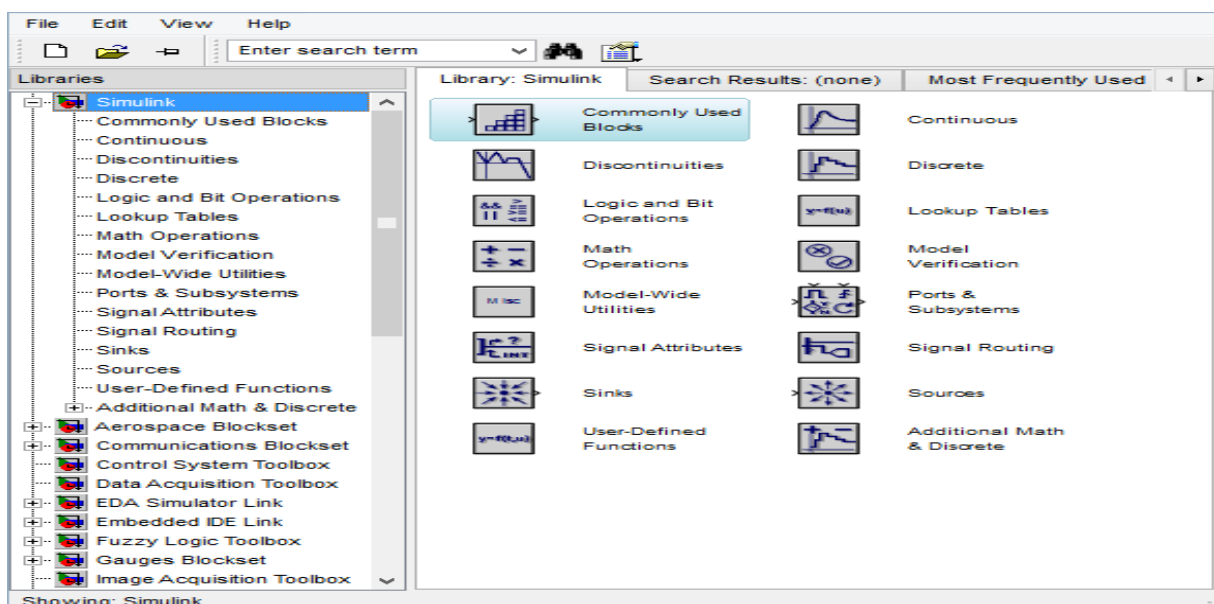 File Edit View Help
Enter search term
Libraries
Library: Simulink Search Results: (none) Most Frequently Used
Simulink
Commonly Used Blocks
Continuous
Discontinuities
Discrete
Logic and Bit Operations
Lookup Tables
Math Operations
Model Verification
Model-Wide Utilities
Ports & Subsystems
Signal Attributes
Signal Routing
Sinks
Sources
User-Defined Functions
Additional Math & Discrete
Aerospace Blockset
Communications Blockset
Control System Toolbox
Data Acquisition Toolbox
EDA Simulator Link
Embedded IDE Link
Fuzzy Logic Toolbox
Gauges Blockset
Image Acquisition Toolbox
Commonly Used
Blocks
Continuous
Discontinuities
Discrete
&& >=
|| <=
Logic and Bit
Operations
y=f(u)
Lookup Tables
+ −
÷ ×
Math
Operations
Model
Verification
Misc
Model-Wide
Utilities
Ports &
Subsystems
Signal Attributes
Signal Routing
Sinks
Sources
y=f(t,u)
User-Defined
Functions
Additional Math
& Discrete
Showing: Simulink